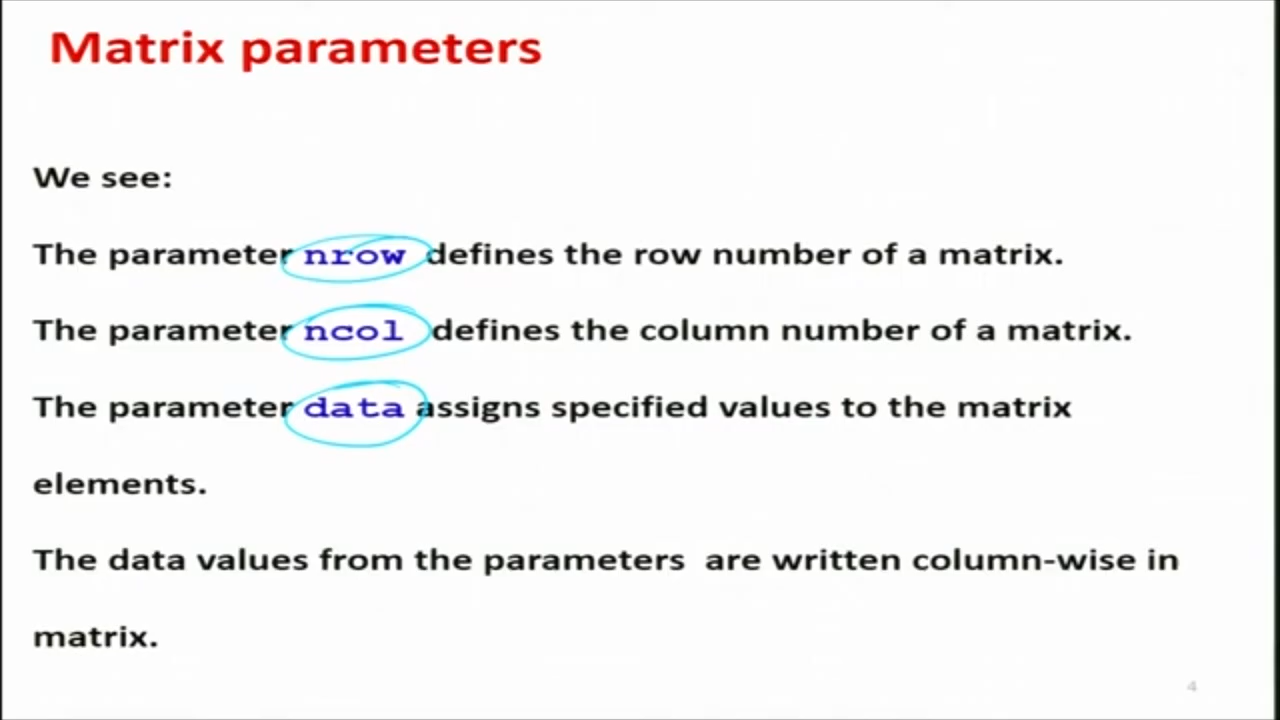 Matrix parameters
We see:
The parameter nrow defines the row number of a matrix.
The parameter ncol defines the column number of a matrix.
The parameter data assigns specified values to the matrix
elements.
The data values from the parameters are written column-wise in
matrix.
4